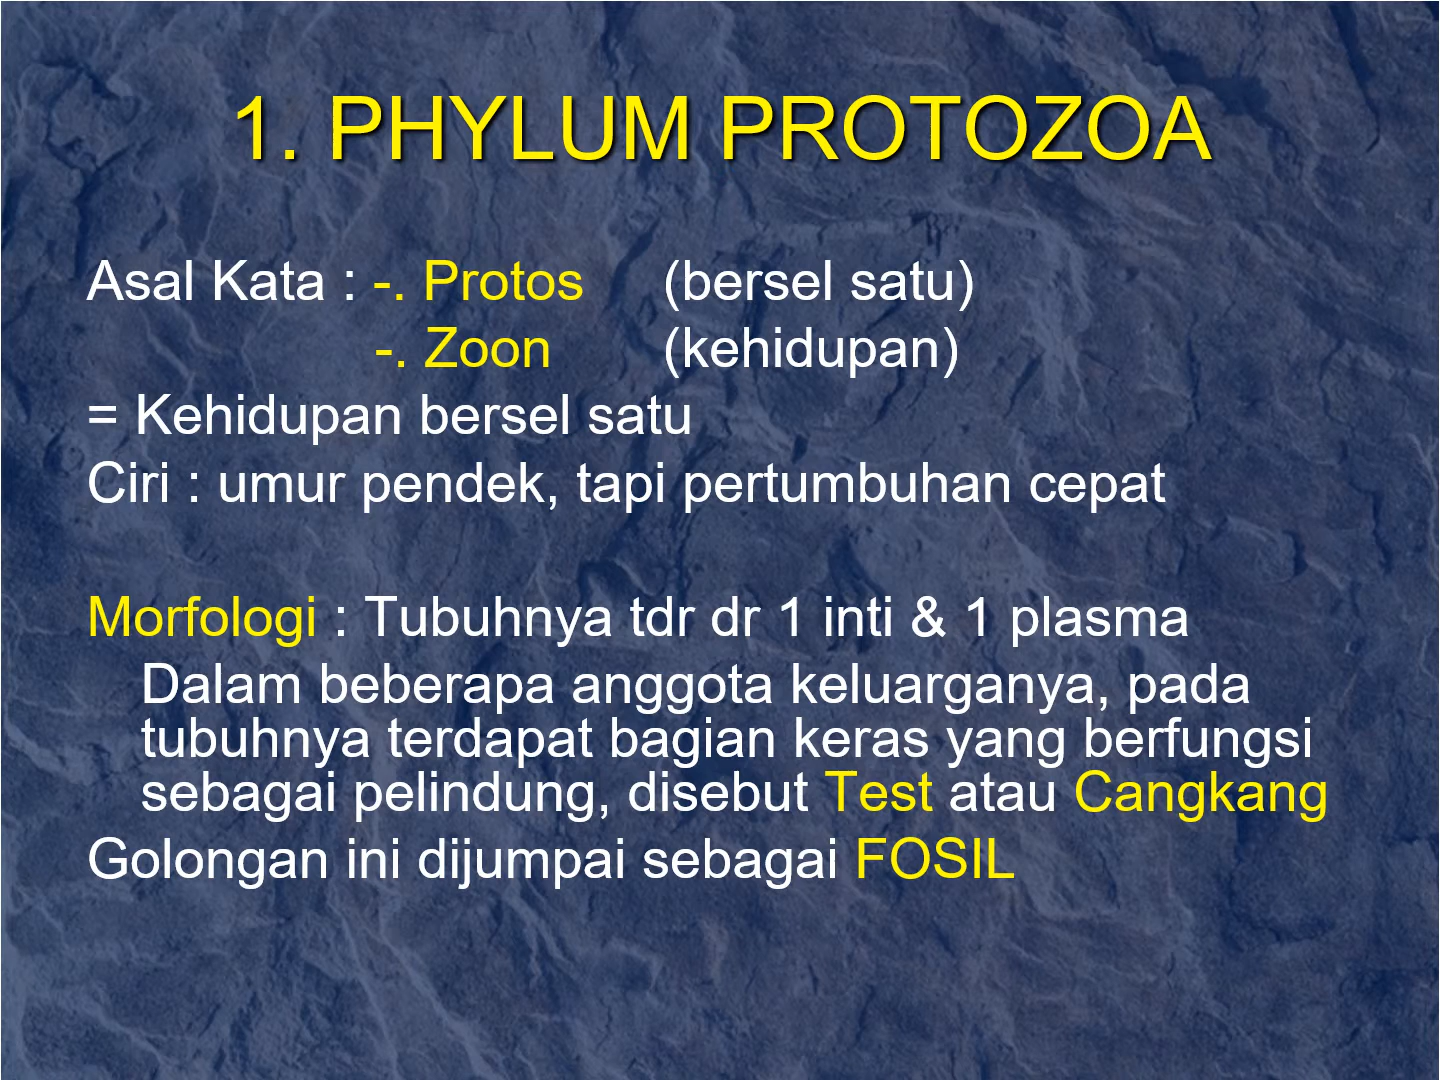 1. PHYLUM PROTOZOA
Asal Kata : -. Protos (bersel satu)
-. Zoon (kehidupan)
= Kehidupan bersel satu
Ciri : umur pendek, tapi pertumbuhan cepat
Morfologi : Tubuhnya tdr dr 1 inti & 1 plasma
Dalam beberapa anggota keluarganya, pada
tubuhnya terdapat bagian keras yang berfungsi
sebagai pelindung, disebut Test atau Cangkang
Golongan ini dijumpai sebagai FOSIL